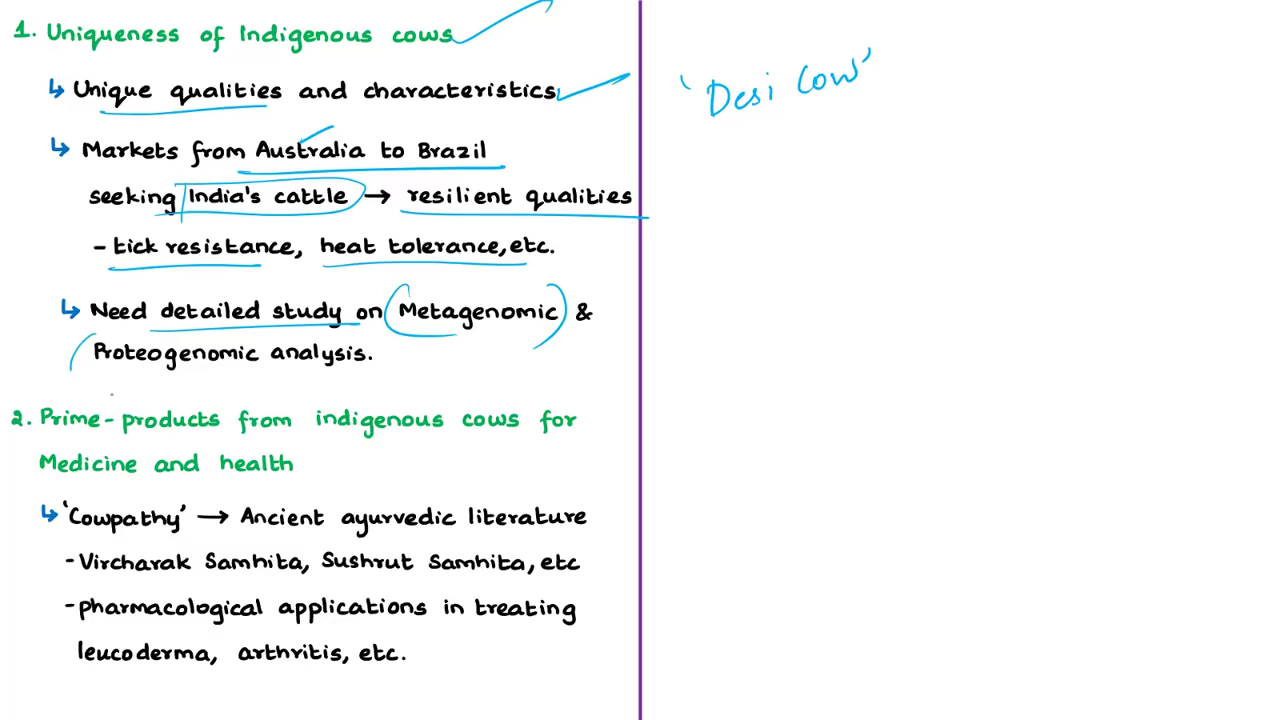 1. Uniqueness of Indigenous cows
↳ Unique qualities and characteristics
↳ Markets from Australia to Brazil
seeking India's cattle → resilient qualities
- tick resistance, heat tolerance, etc.
↳ Need detailed study on Metagenomic &
Proteogenomic analysis.
2. Prime-products from indigenous cows for
Medicine and health
↳ 'Cowpathy' → Ancient ayurvedic literature
- Vircharak Samhita, Sushrut Samhita, etc
- pharmacological applications in treating
leucoderma, arthritis, etc.
'Desi Cow'